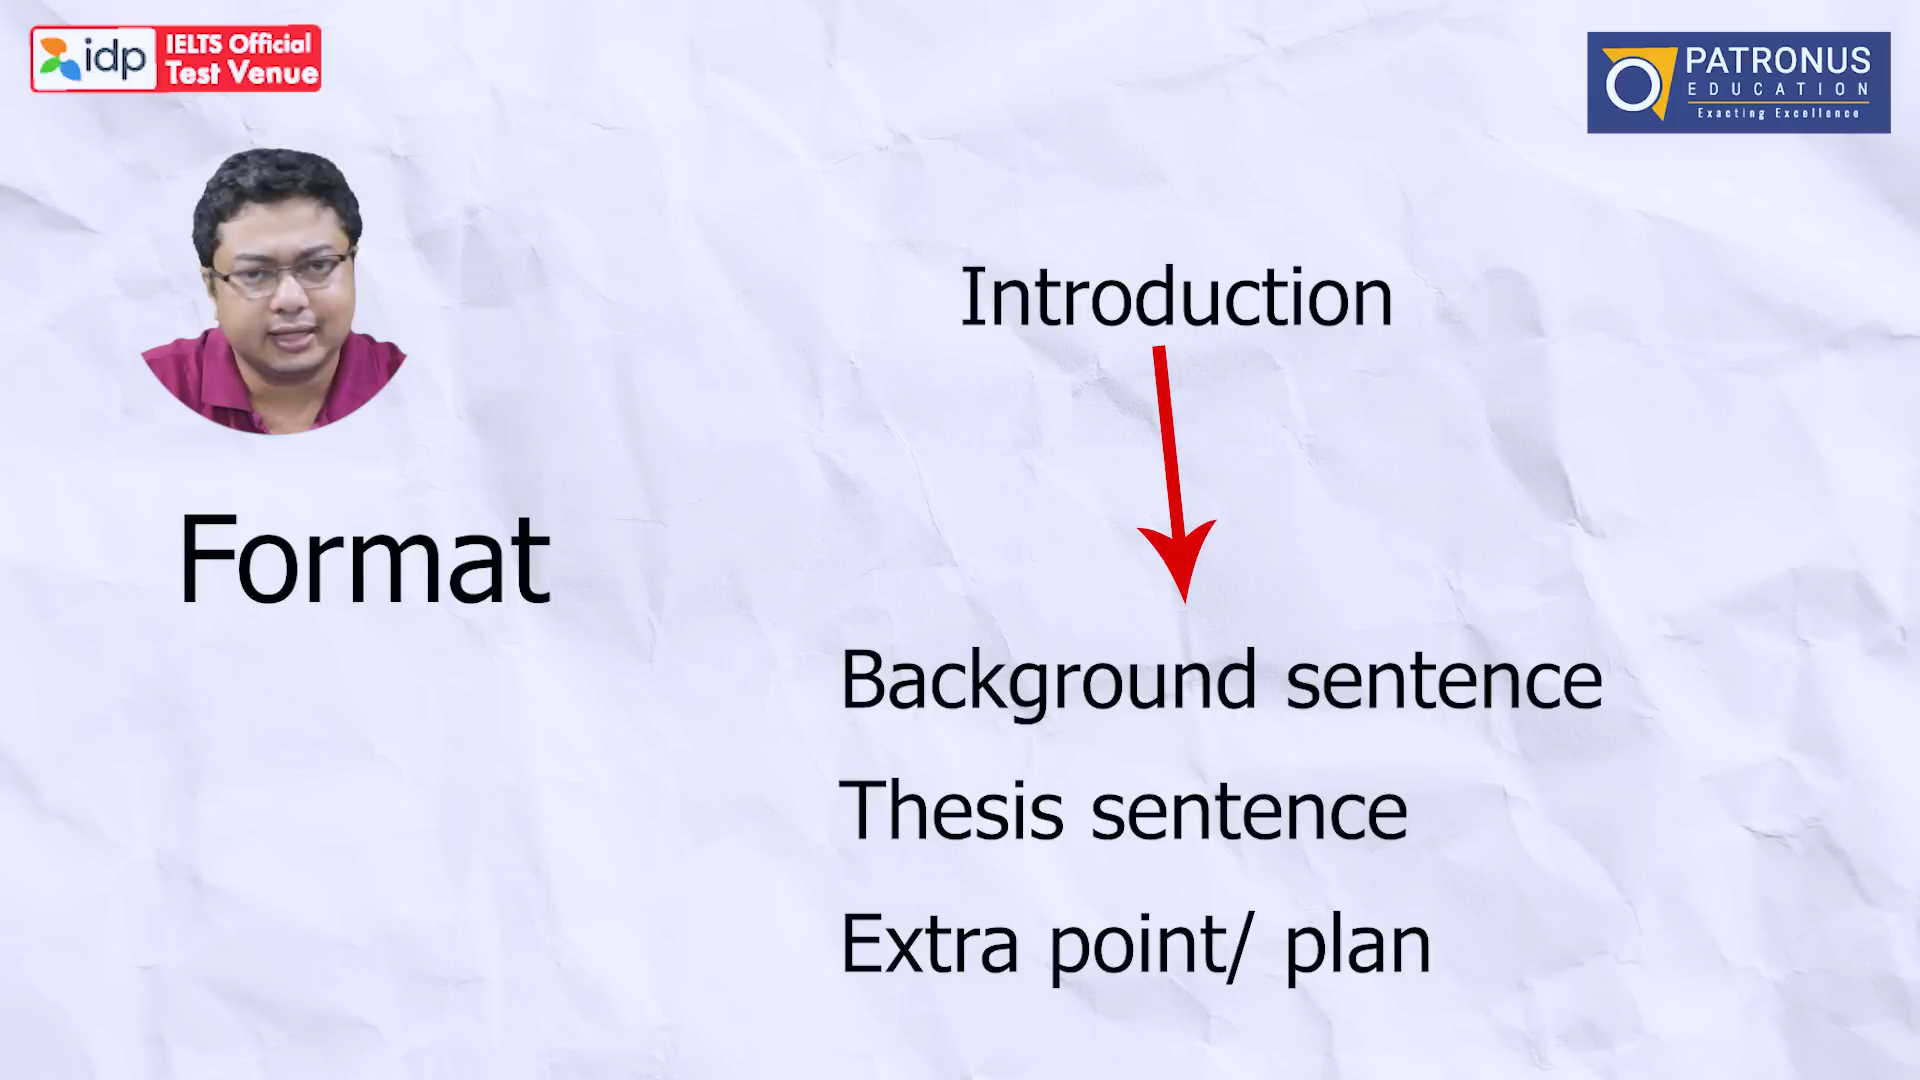 idp
IELTS Official
Test Venue
PATRONUS
EDUCATION
Exacting Excellence
Introduction
Format
Background sentence
Thesis sentence
Extra point/ plan